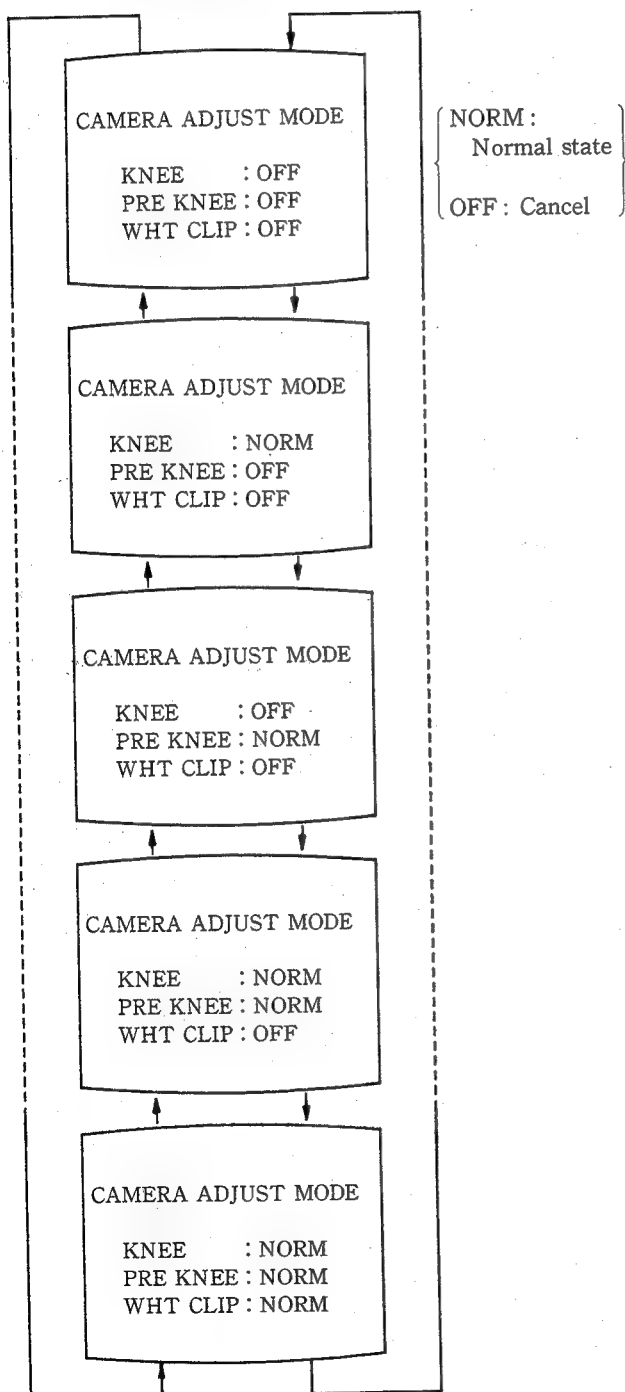 CAMERA ADJUST MODE
KNEE : OFF
PRE KNEE : OFF
WHT CLIP : OFF
NORM :
Normal state
OFF : Cancel
CAMERA ADJUST MODE
KNEE : NORM
PRE KNEE : OFF
WHT CLIP : OFF
CAMERA ADJUST MODE
KNEE : OFF
PRE KNEE : NORM
WHT CLIP : OFF
CAMERA ADJUST MODE
KNEE : NORM
PRE KNEE : NORM
WHT CLIP : OFF
CAMERA ADJUST MODE
KNEE : NORM
PRE KNEE : NORM
WHT CLIP : NORM